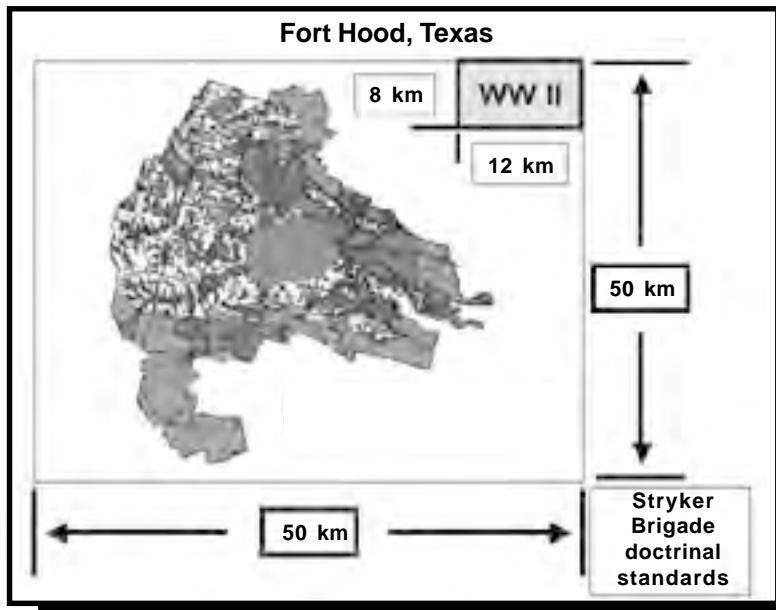 Fort Hood, Texas
8 km
WW II
12 km
50 km
50 km
Stryker
Brigade
doctrinal
standards